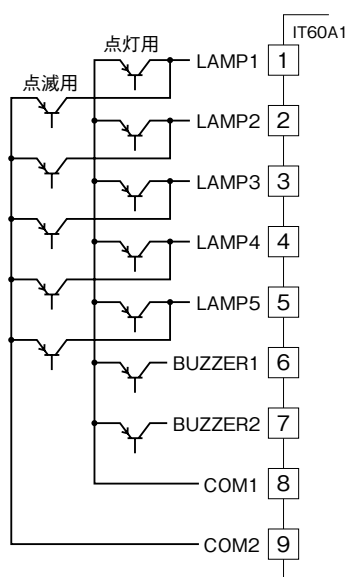 IT60A1
点灯用
LAMP1 1
点滅用
LAMP2 2
LAMP3 3
LAMP4 4
LAMP5 5
BUZZER1 6
BUZZER2 7
COM1 8
COM2 9